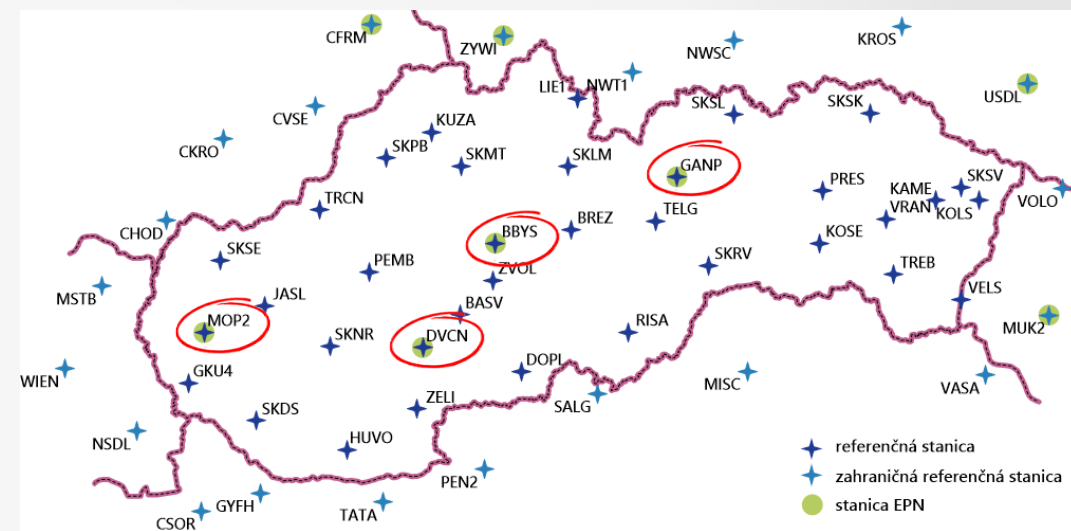 CFRM
ZYWI
NWSC
KROS
LIE1
NWT1
USDL
SKSL
SKSK
CVSE
KUZA
CKRO
SKPB
SKMT
SKLM
GANP
TRCN
PRES
KAME
SKSV
VRAN
KOLS
VOLO
CHOD
TELG
BREZ
BBYS
KOSE
SKSE
PEMB
ZVOL
SKRV
TREB
MSTB
JASL
BASV
VELS
MOP2
SKNR
DVCN
RISA
MUK2
WIEN
GKU4
DOPL
MISC
VASA
SALG
ZELI
SKDS
NSDL
HUVO
PEN2
GYFH
CSOR
TATA
referenčná stanica
zahraničná referenčná stanica
stanica EPN